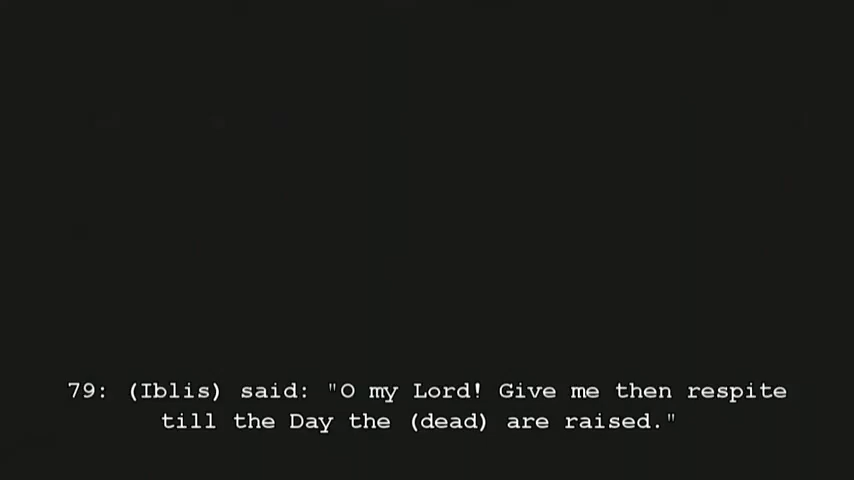 79: (Iblis) said: "O my Lord! Give me then respite
till the Day the (dead) are raised."